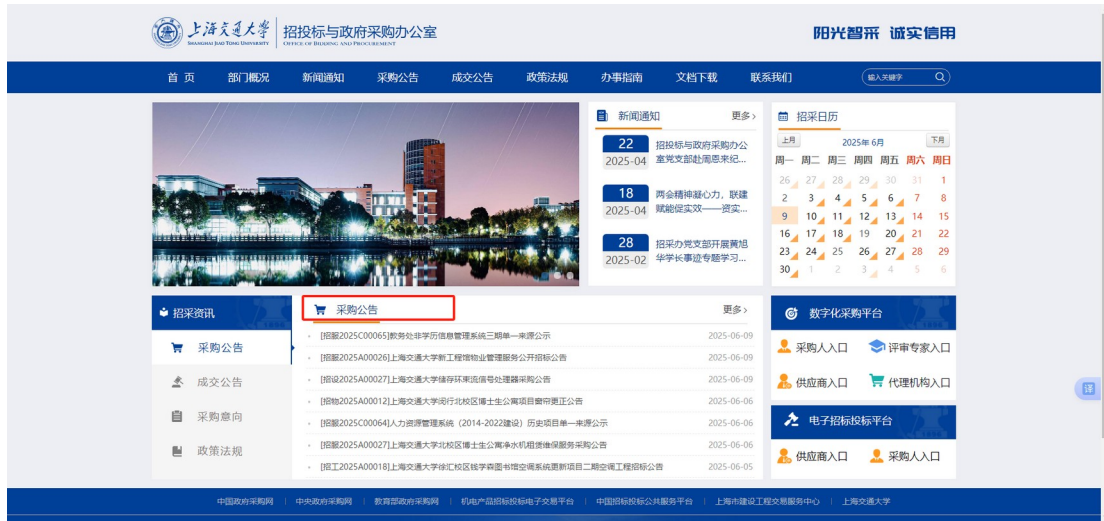 上海交通大学
SHANGHAI JIAO TONG UNIVERSITY
招投标与政府采购办公室
OFFICE OF BIDDING AND PROCUREMENT
阳光智采 诚实信用
首 页 部门概况 新闻通知 采购公告 成交公告 政策法规 办事指南 文档下载 联系我们
输入关键字
新闻通知 更多>
22
2025-04
招投标与政府采购办公
室党支部赴周恩来纪...
18
2025-04
两会精神凝心力，联建
赋能促实效——资实...
28
2025-02
招采办党支部开展黄旭
华学长事迹专题学习...
招采日历
上月 2025年 6月 下月
周一 周二 周三 周四 周五 周六 周日
26 27 28 29 30 31 1
2 3 4 5 6 7 8
9 10 11 12 13 14 15
16 17 18 19 20 21 22
23 24 25 26 27 28 29
30 1 2 3 4 5 6
招采资讯
采购公告
成交公告
采购意向
政策法规
采购公告 更多>
[招服2025C00065]教务处非学历信息管理系统三期单一来源公示 2025-06-09
[招服2025A00026]上海交通大学新工程馆物业管理服务公开招标公告 2025-06-09
[招设2025A00027]上海交通大学储存环束流信号处理器采购公告 2025-06-09
[招物2025A00012]上海交通大学闵行北校区博士生公寓项目窗帘更正公告 2025-06-06
[招服2025C00064]人力资源管理系统（2014-2022建设）历史项目单一来源公示 2025-06-06
[招服2025A00027]上海交通大学北校区博士生公寓净水机租赁维保服务采购公告 2025-06-06
[招工2025A00018]上海交通大学徐汇校区钱学森图书馆空调系统更新项目二期空调工程招标公告 2025-06-05
数字化采购平台
采购人入口 评审专家入口
供应商入口 代理机构入口
电子招标投标平台
供应商入口 采购人入口
译
中国政府采购网 | 中央政府采购网 | 教育部政府采购网 | 机电产品招标投标电子交易平台 | 中国招标投标公共服务平台 | 上海市建设工程交易服务中心 | 上海交通大学